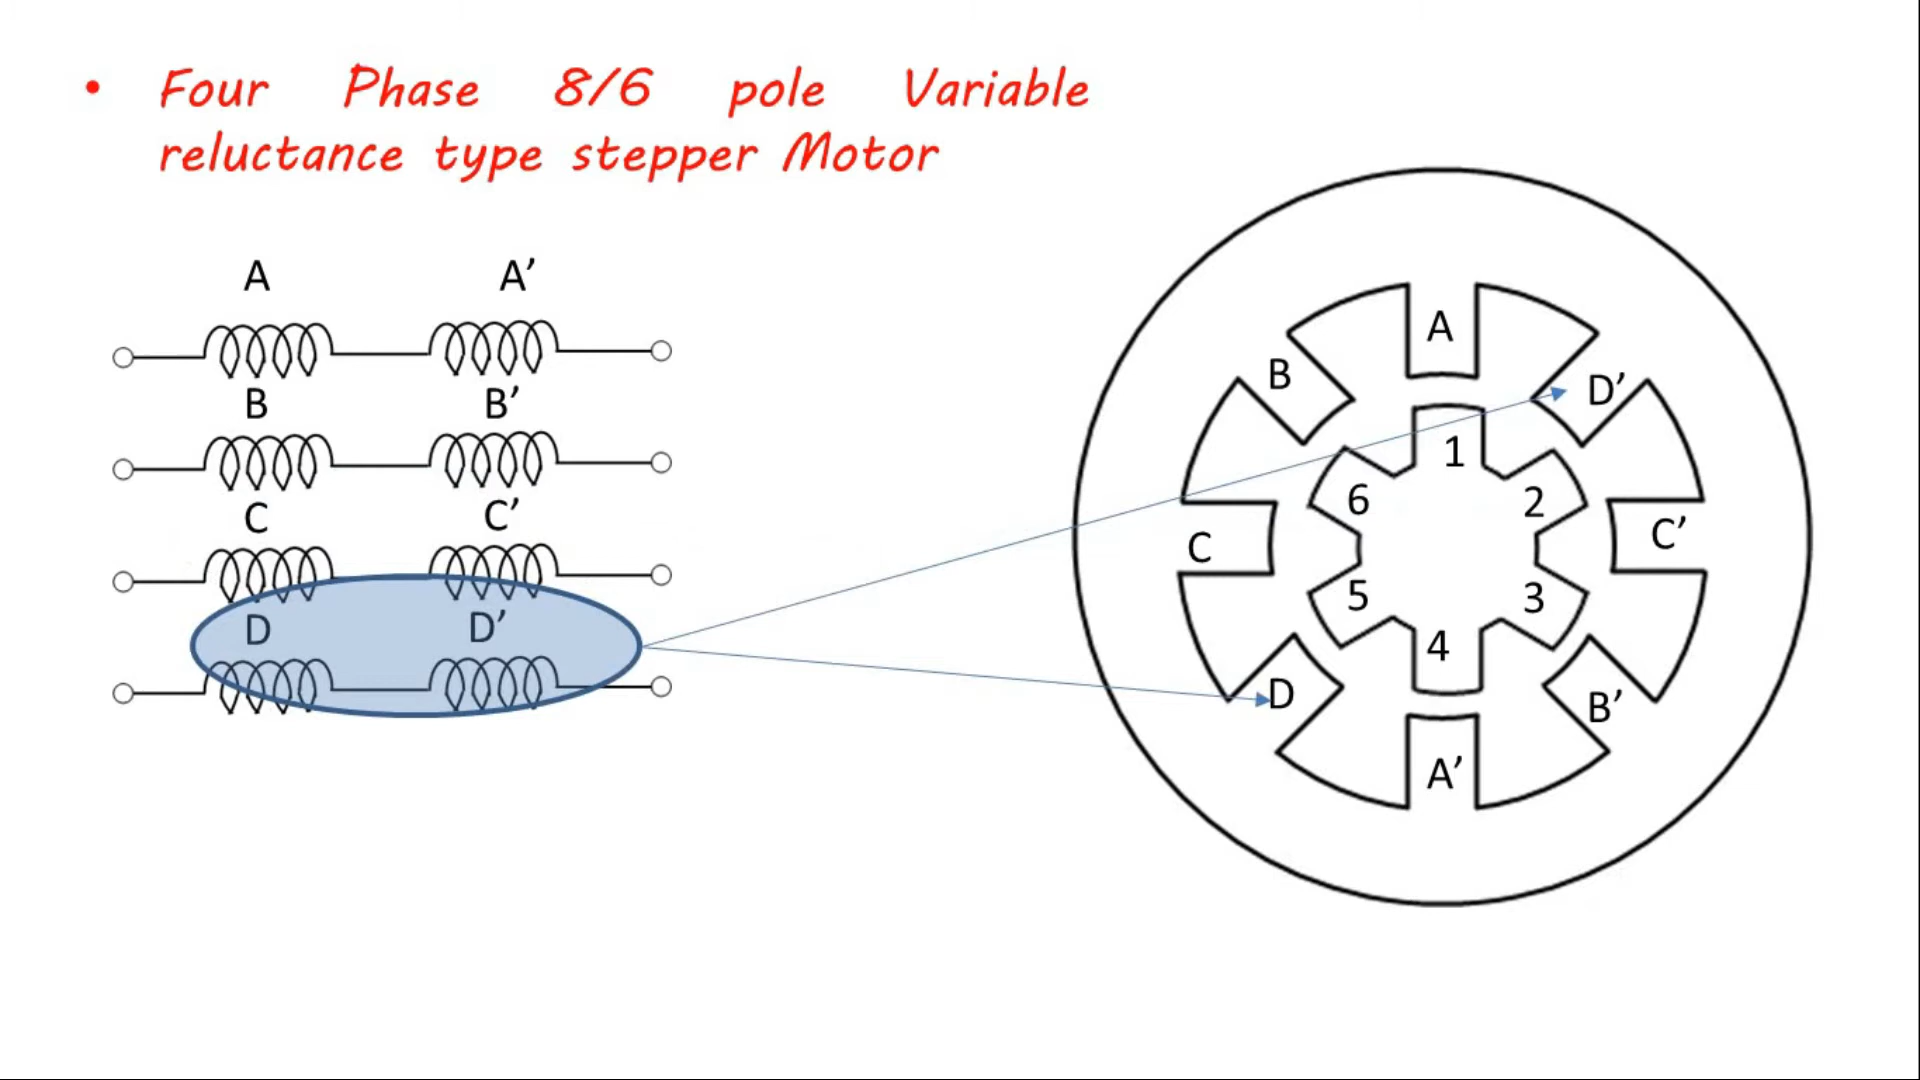 • Four Phase 8/6 pole Variable
reluctance type stepper Motor
A A’
B B’
C C’
D D’
A
B D’
1
6 2
C C’
5 3
4
D B’
A’